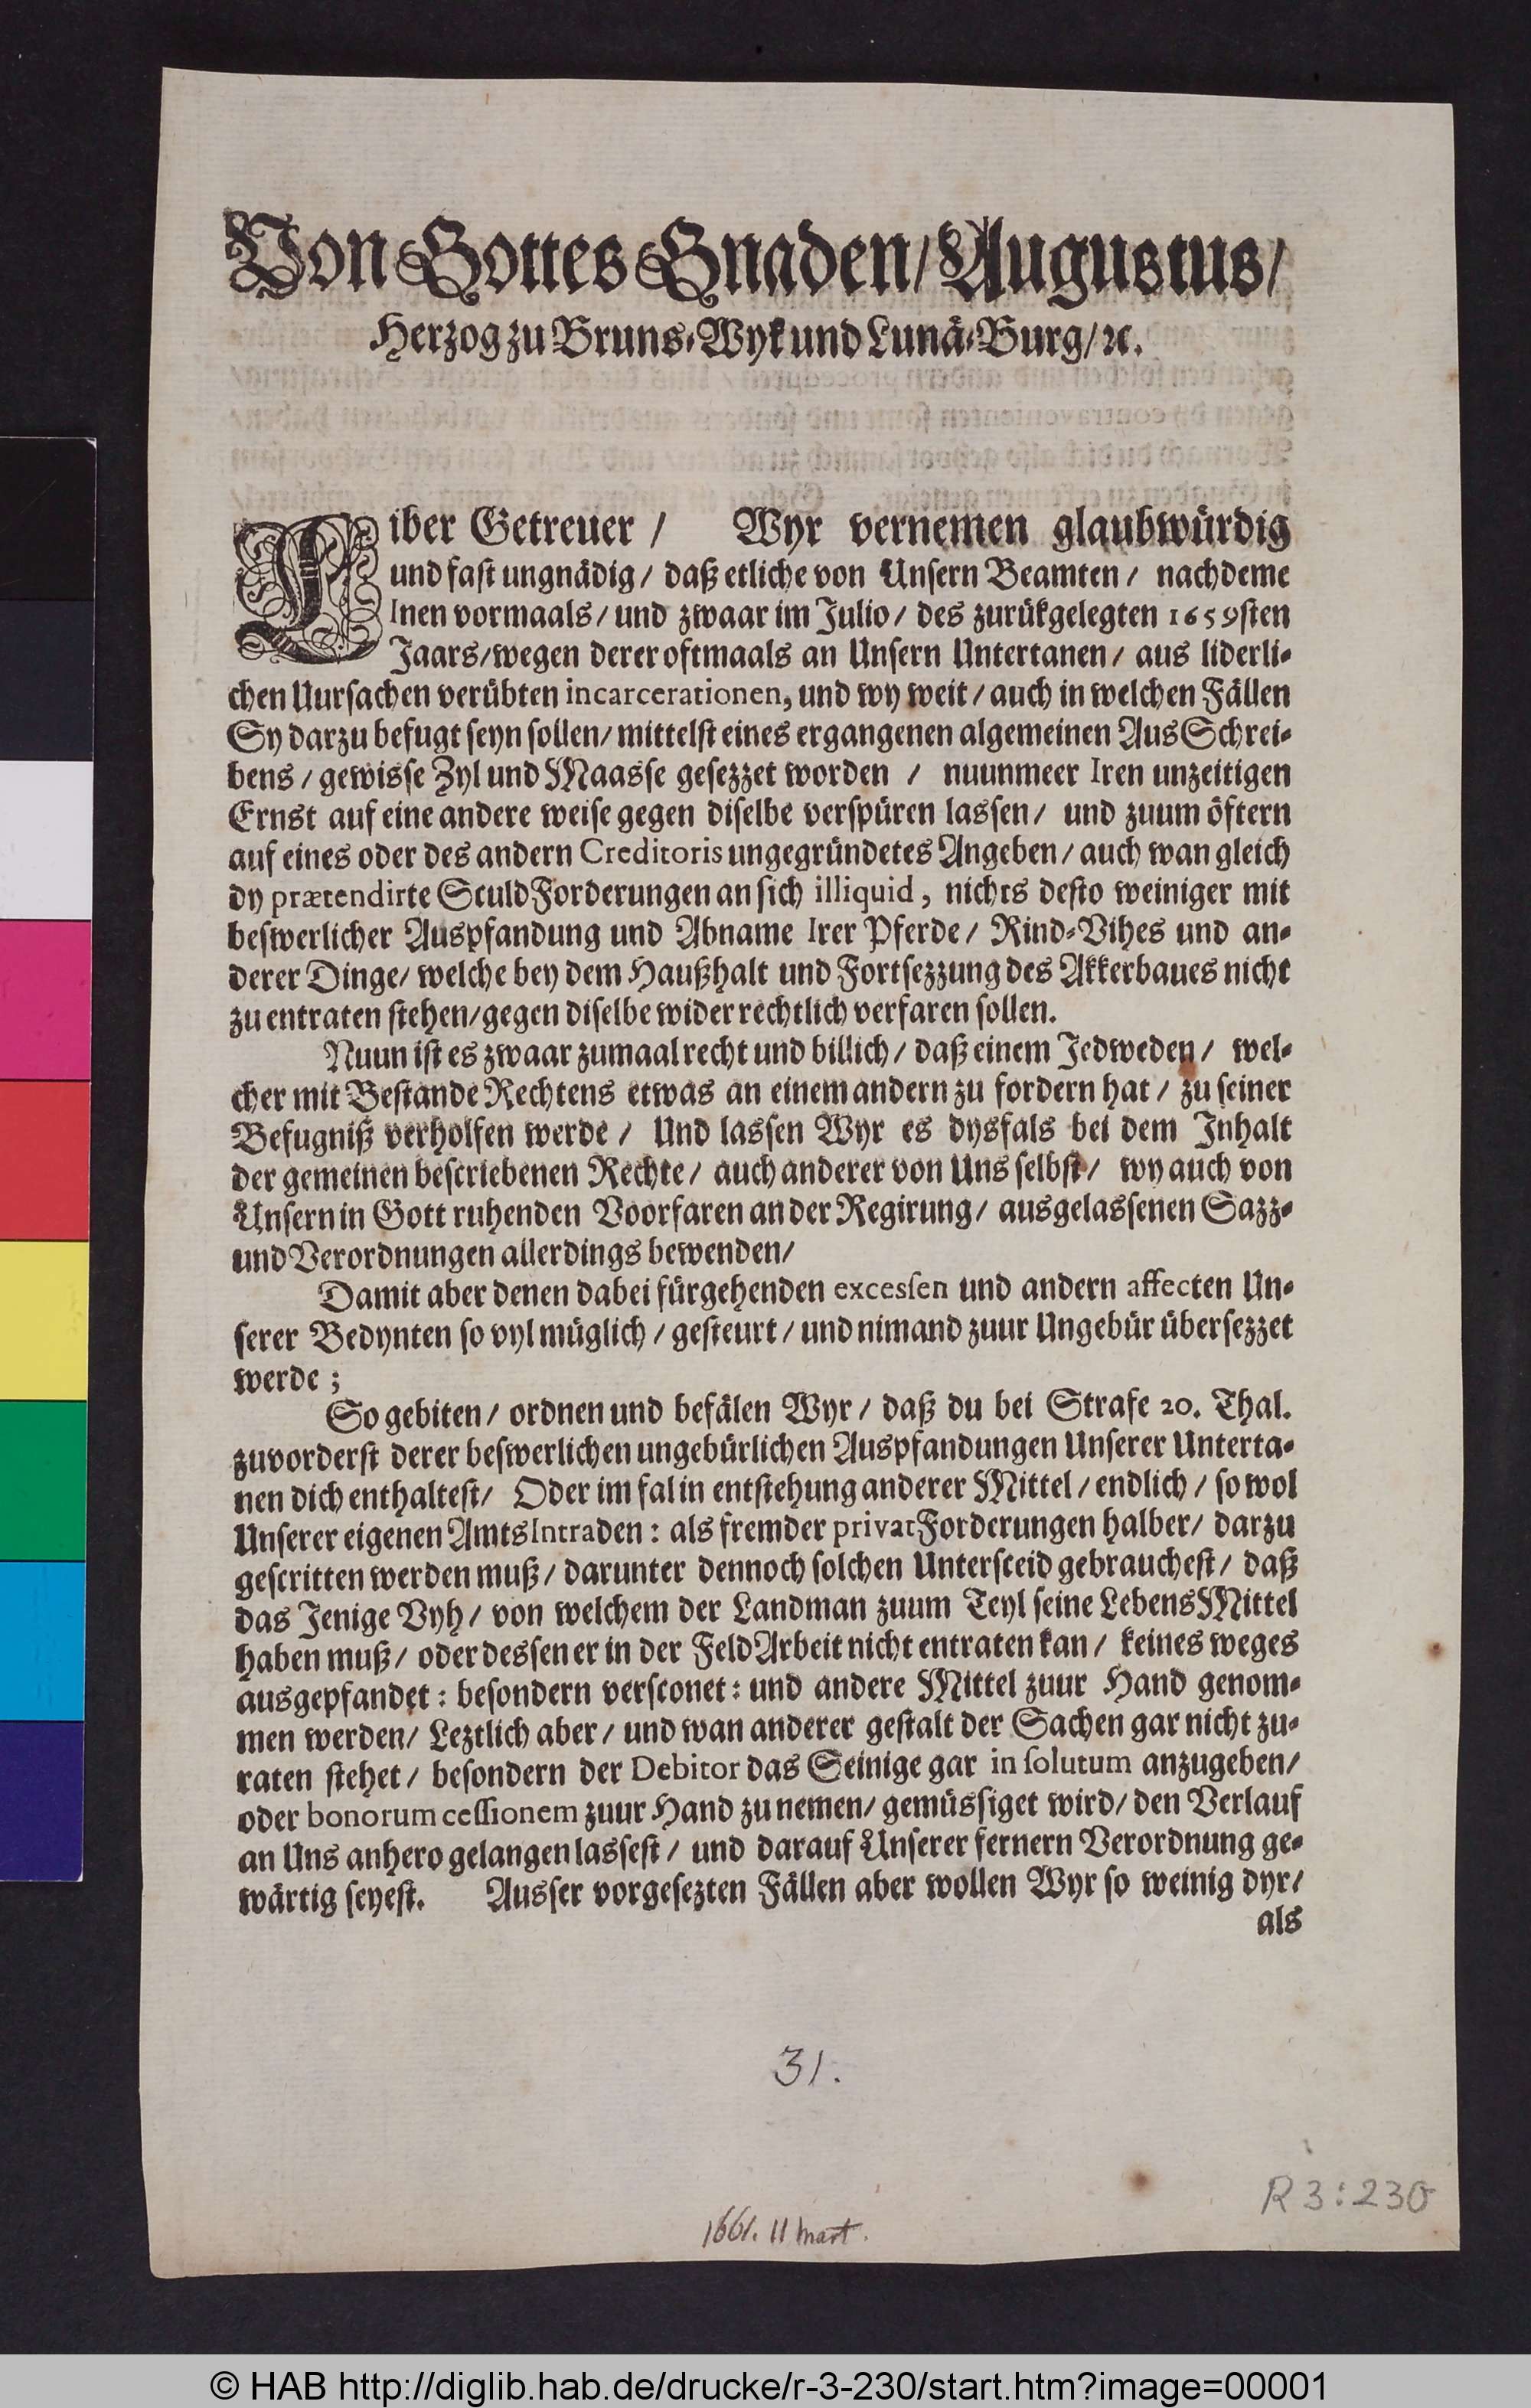 Von Gottes Gnaden/ Augustus/
Herzog zu Bruns-Wyk und Lunä-Burg/ ꝛc.
Liber Getreuer / Wyr vernemen glaubwürdig
und fast ungnädig/ daß etliche von Unsern Beamten/ nachdeme
Inen vormaals/ und zwaar im Julio/ des zurükgelegten 1659sten
Jaars/ wegen derer oftmaals an Unsern Untertanen/ aus liderli-
chen Uursachen verübten incarcerationen, und wy weit/ auch in welchen Fällen
Sy darzu befugt seyn sollen/ mittelst eines ergangenen algemeinen AusSchrei-
bens/ gewisse Zyl und Maasse gesezzet worden / nuunmeer Iren unzeitigen
Ernst auf eine andere weise gegen diselbe verspüren lassen/ und zuum öftern
auf eines oder des andern Creditoris ungegründetes Angeben/ auch wan gleich
dy prætendirte SculdForderungen an sich illiquid, nichts desto weiniger mit
beswerlicher Auspfandung und Abname Irer Pferde/ Rind-Vihes und an-
derer Dinge/ welche bey dem Haußhalt und Fortsezzung des Akkerbaues nicht
zu entraten stehen/ gegen diselbe widerrechtlich verfaren sollen.
Nuun ist es zwaar zumaal recht und billich/ daß einem Jedweden/ wel-
cher mit Bestande Rechtens etwas an einem andern zu fordern hat/ zu seiner
Befugniß verholfen werde/ Und lassen Wyr es dysfals bei dem Inhalt
der gemeinen bescriebenen Rechte/ auch anderer von Uns selbst/ wy auch von
Unsern in Gott ruhenden Voorfaren an der Regirung/ ausgelassenen Sazz-
und Verordnungen allerdings bewenden/
Damit aber denen dabei fürgehenden excessen und andern affecten Un-
serer Bedynten so vyl müglich/ gesteurt/ und nimand zuur Ungebür übersezzet
werde;
So gebiten/ ordnen und befälen Wyr/ daß du bei Strafe 20. Thal.
zuvorderst derer beswerlichen ungebürlichen Auspfandungen Unserer Unterta-
nen dich enthaltest/ Oder im fal in entstehung anderer Mittel/ endlich/ so wol
Unserer eigenen AmtsIntraden: als fremder privatForderungen halber/ darzu
gescritten werden muß/ darunter dennoch solchen Untersceid gebrauchest/ daß
das Jenige Vyh/ von welchem der Landman zuum Teyl seine LebensMittel
haben muß/ oder dessen er in der FeldArbeit nicht entraten kan/ keines weges
ausgepfandet: besondern versconet: und andere Mittel zuur Hand genom-
men werden/ Leztlich aber/ und wan anderer gestalt der Sachen gar nicht zu-
raten stehet/ besondern der Debitor das Seinige gar in solutum anzugeben/
oder bonorum cessionem zuur Hand zu nemen/ gemüssiget wird/ den Verlauf
an Uns anhero gelangen lassest/ und darauf Unserer fernern Verordnung ge-
wärtig seyest. Ausser vorgesezten Fällen aber wollen Wyr so weinig dyr/
als
31.
R 3:230
1661. 11 mart.
© HAB http://diglib.hab.de/drucke/r-3-230/start.htm?image=00001